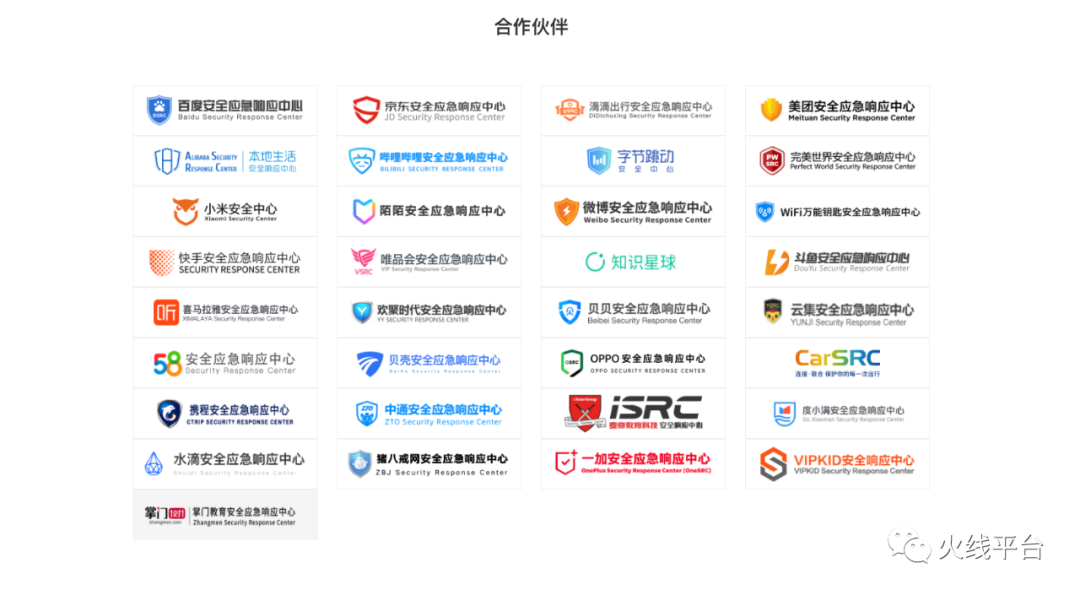 合作伙伴
百度安全应急响应中心
Baidu Security Response Center
京东安全应急响应中心
JD Security Response Center
滴滴出行安全应急响应中心
DiDichuxing Security Response Center
美团安全应急响应中心
Meituan Security Response Center
ALIBABA SECURITY
RESPONSE CENTER
本地生活
安全响应中心
哔哩哔哩安全应急响应中心
BILIBILI SECURITY RESPONSE CENTER
字节跳动
安全中心
PW
SRC
完美世界安全应急响应中心
Perfect World Security Response Center
小米安全中心
Xiaomi Security Center
陌陌安全应急响应中心
微博安全应急响应中心
Weibo Security Response Center
WiFi万能钥匙安全应急响应中心
快手安全应急响应中心
SECURITY RESPONSE CENTER
VSRC
唯品会安全应急响应中心
VIP Security Response Center
知识星球
斗鱼安全应急响应中心
DouYu Security Response Center
听
喜马拉雅安全应急响应中心
XIMALAYA Security Response Center
欢聚时代安全应急响应中心
YY SECURITY RESPONSE CENTER
贝贝安全应急响应中心
Beibei Security Response Center
云集安全应急响应中心
YUNJI Security Response Center
58
安全应急响应中心
Security Response Center
贝壳安全应急响应中心
Beike Security Response Center
OSRC
OPPO 安全应急响应中心
OPPO SECURITY RESPONSE CENTER
CarSRC
连接·联合 保护你的每一次出行
携程安全应急响应中心
CTRIP SECURITY RESPONSE CENTER
ZTO
中通安全应急响应中心
ZTO Security Response Center
iSRC
麦奇教育科技 安全响应中心
度小满安全应急响应中心
Du Xiaoman Security Response Center
水滴安全应急响应中心
Shuidi Security Response Center
猪八戒网安全应急响应中心
ZBJ Security Response Center
一加安全应急响应中心
OnePlus Security Response Center (OneSRC)
VIPKID安全应急响应中心
VIPKID Security Response Center
掌门
zhangmen.com
掌门教育安全应急响应中心
Zhangmen Security Response Center
火线平台